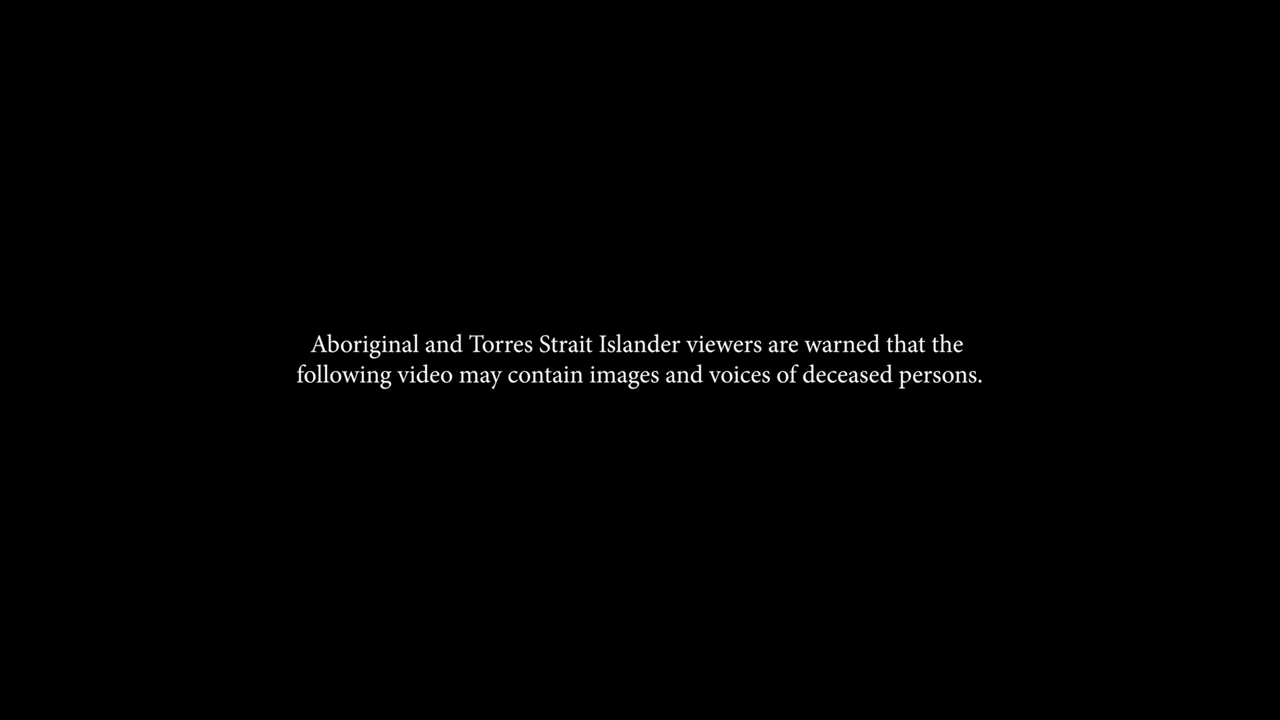 Aboriginal and Torres Strait Islander viewers are warned that the
following video may contain images and voices of deceased persons.